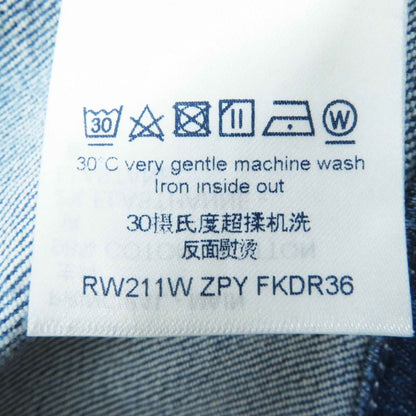 30 W
30°C very gentle machine wash
Iron inside out
30摄氏度超揉机洗
反面熨烫
RW211W ZPY FKDR36